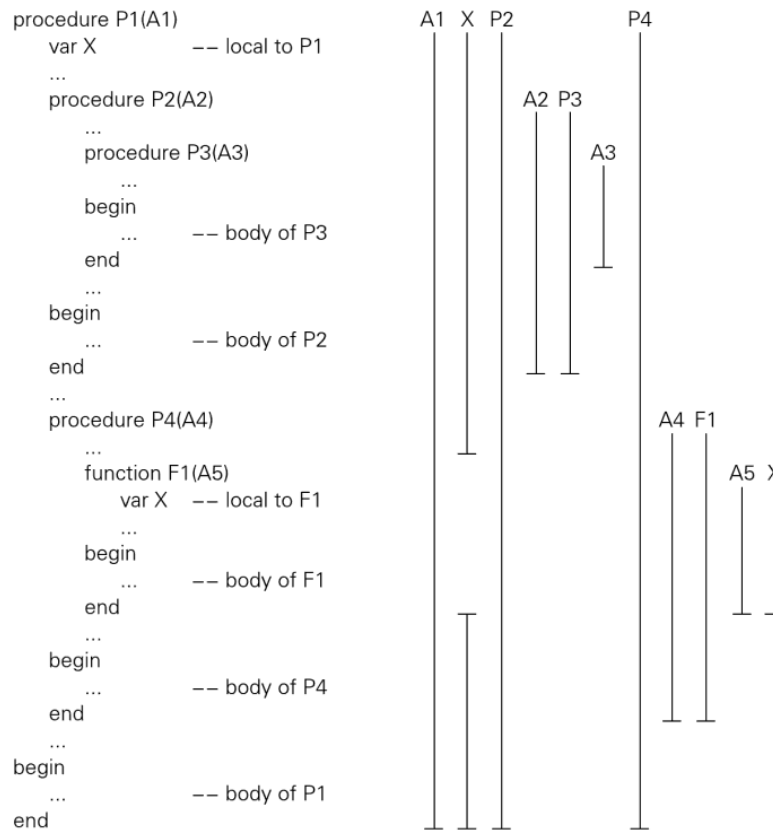 procedure P1(A1) A1 X P2 P4
var X −− local to P1
...
procedure P2(A2) A2 P3
...
procedure P3(A3) A3
...
begin
... −− body of P3
end
...
begin
... −− body of P2
end
...
procedure P4(A4) A4 F1
...
function F1(A5) A5
var X −− local to F1
...
begin
... −− body of F1
end
...
begin
... −− body of P4
end
...
begin
... −− body of P1
end